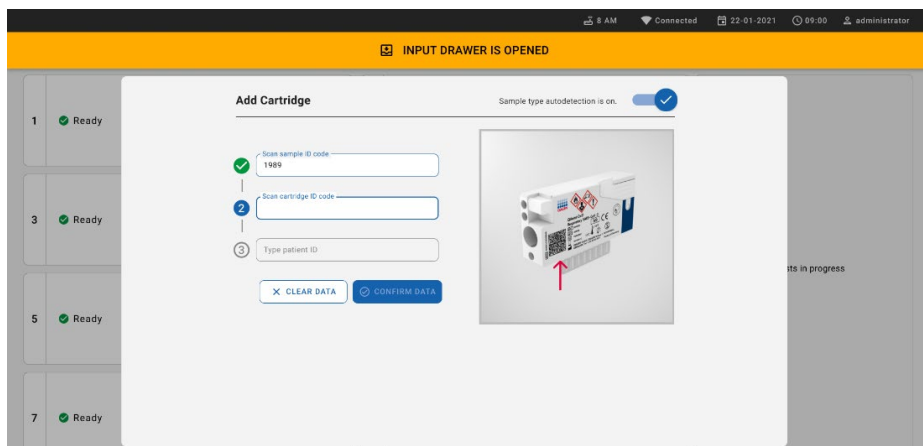 8 AM Connected 22-01-2021 09:00 administrator
INPUT DRAWER IS OPENED
Add Cartridge Sample type autodetection is on.
1 Ready
Scan sample ID code
1989
Scan cartridge ID code
2
3 Ready
3 Type patient ID
sts in progress
CLEAR DATA CONFIRM DATA
5 Ready
7 Ready